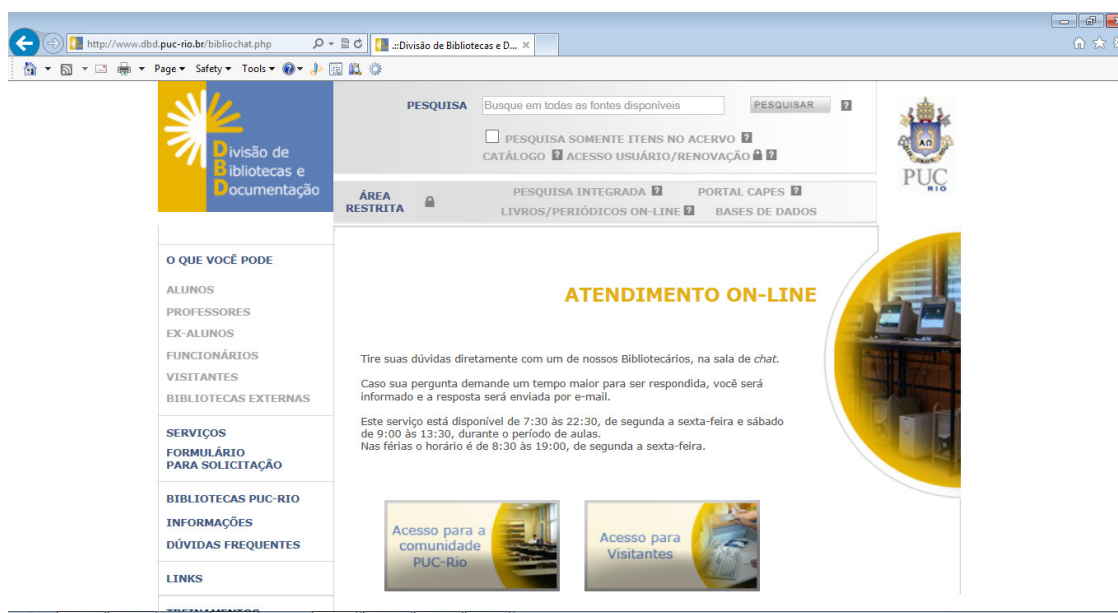 http://www.dbd.puc-rio.br/bibliochat.php
.::Divisão de Bibliotecas e D...
Page Safety Tools
Divisão de
Bibliotecas e
Documentação
PESQUISA Busque em todas as fontes disponíveis PESQUISAR ?
PESQUISA SOMENTE ITENS NO ACERVO ?
CATÁLOGO ? ACESSO USUÁRIO/RENOVAÇÃO ?
PUC
RIO
ÁREA
RESTRITA
PESQUISA INTEGRADA ? PORTAL CAPES ?
LIVROS/PERIÓDICOS ON-LINE ? BASES DE DADOS
O QUE VOCÊ PODE
ALUNOS
PROFESSORES
EX-ALUNOS
FUNCIONÁRIOS
VISITANTES
BIBLIOTECAS EXTERNAS
SERVIÇOS
FORMULÁRIO
PARA SOLICITAÇÃO
BIBLIOTECAS PUC-RIO
INFORMAÇÕES
DÚVIDAS FREQUENTES
LINKS
TREINAMENTOS
ATENDIMENTO ON-LINE
Tire suas dúvidas diretamente com um de nossos Bibliotecários, na sala de chat.
Caso sua pergunta demande um tempo maior para ser respondida, você será
informado e a resposta será enviada por e-mail.
Este serviço está disponível de 7:30 às 22:30, de segunda a sexta-feira e sábado
de 9:00 às 13:30, durante o período de aulas.
Nas férias o horário é de 8:30 às 19:00, de segunda a sexta-feira.
Acesso para a
comunidade
PUC-Rio
Acesso para
Visitantes